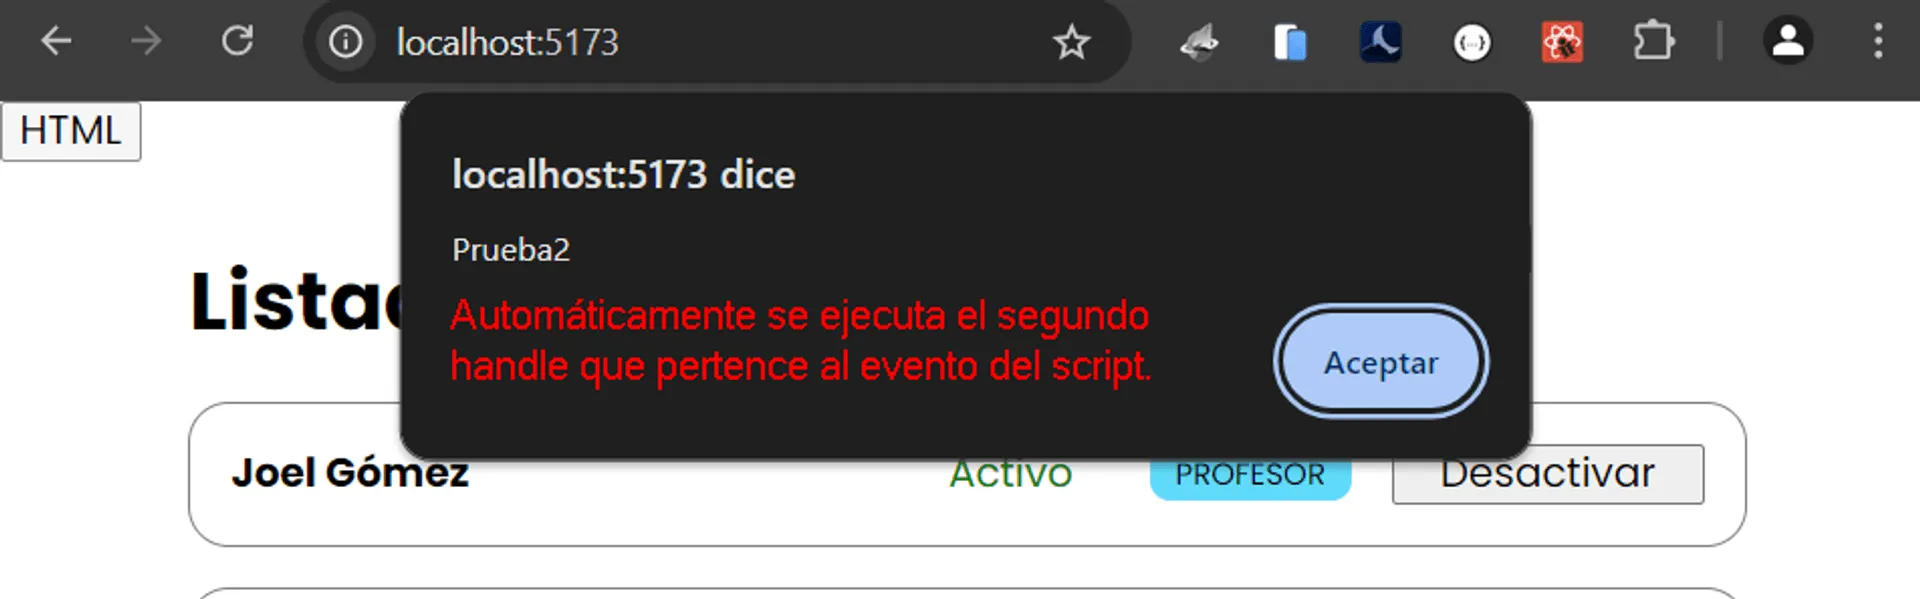 localhost:5173
HTML
localhost:5173 dice
Prueba2
Listad
Automáticamente se ejecuta el segundo
handle que pertence al evento del script.
Aceptar
Joel Gómez Activo PROFESOR Desactivar